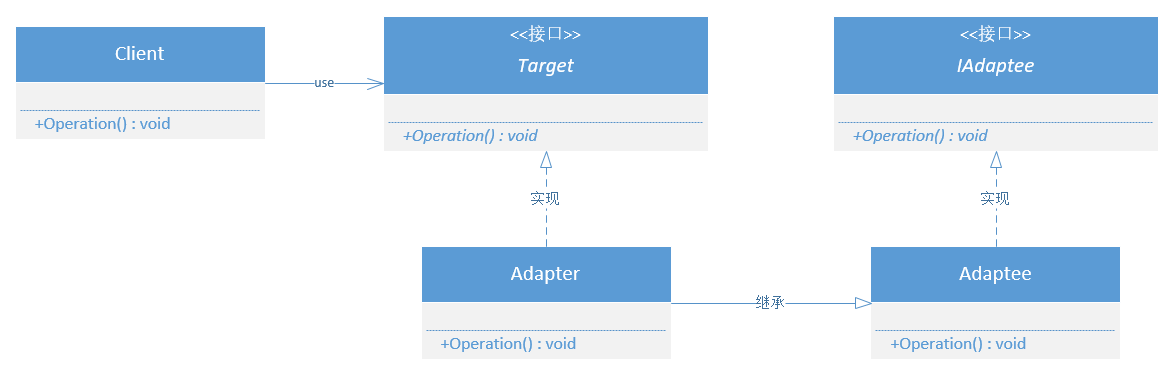 Client
+Operation() : void
use
<<接口>>
Target
+Operation() : void
<<接口>>
IAdaptee
+Operation() : void
实现
实现
Adapter
+Operation() : void
继承
Adaptee
+Operation() : void